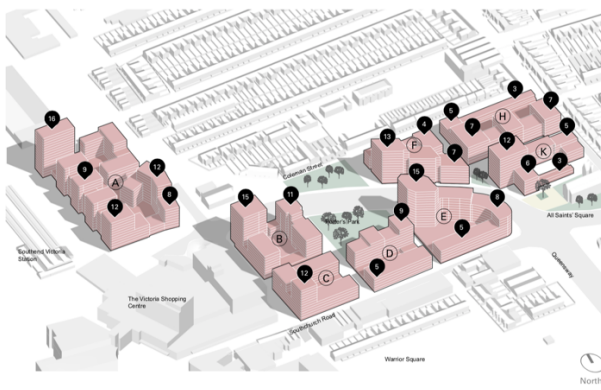 3
7
16
5
H
7
5
4
13
F
12
K
7
6
3
9
12
15
A
Coleman Street
8
15
11
8
12
9
E
All Saints' Square
B
5
D
Southend Victoria
Station
5
Queensway
12
C
The Victoria Shopping
Centre
Southchurch Road
Warrior Square
North